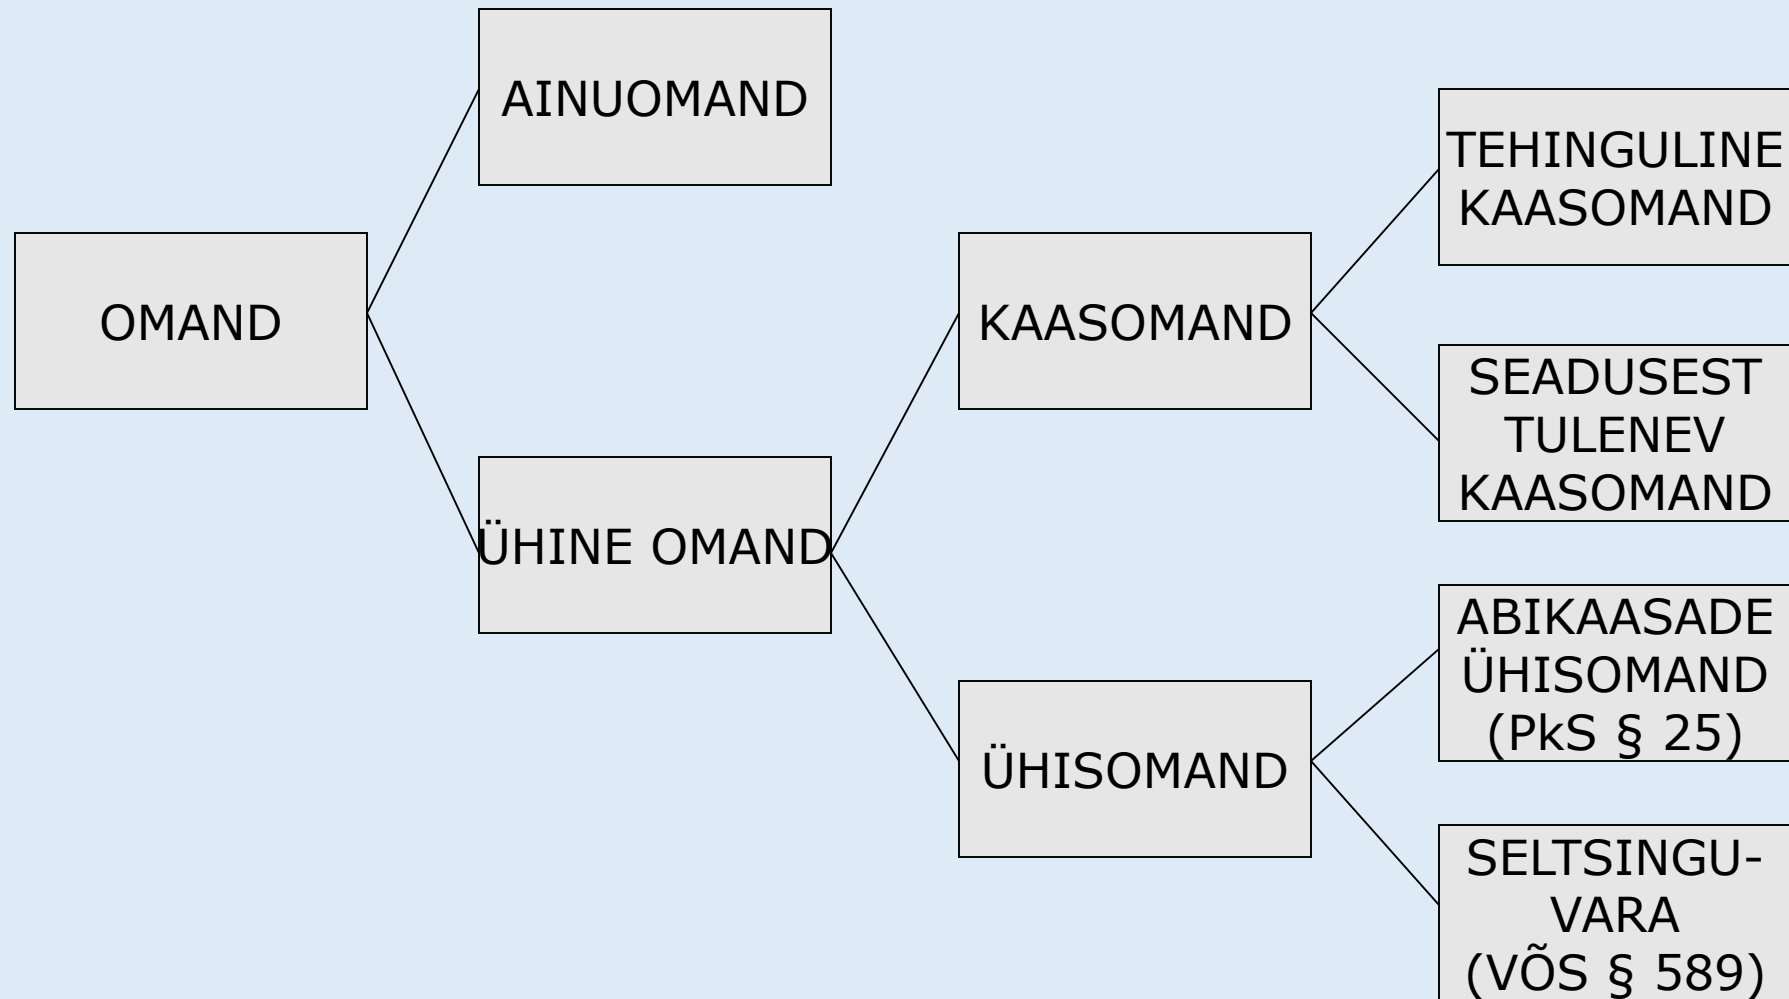 OMAND
AINUOMAND
ÜHINE OMAND
KAASOMAND
ÜHISOMAND
TEHINGULINE
KAASOMAND
SEADUSEST
TULENEV
KAASOMAND
ABIKAASADE
ÜHISOMAND
(PkS § 25)
SELTSINGU-
VARA
(VÕS § 589)